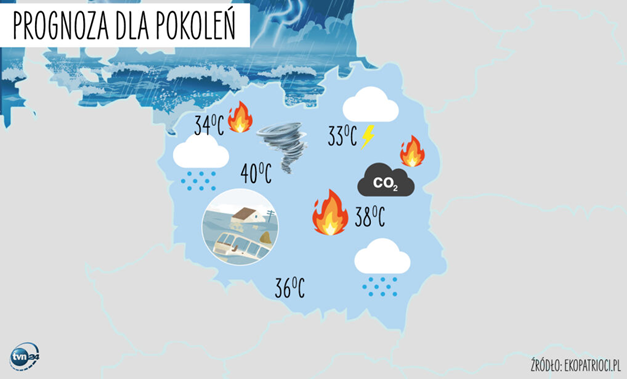 PROGNOZA DLA POKOLEŃ
34°C
33°C
40°C
CO₂
38°C
36°C
tvn24
ŹRÓDŁO: EKOPATRIOCI.PL